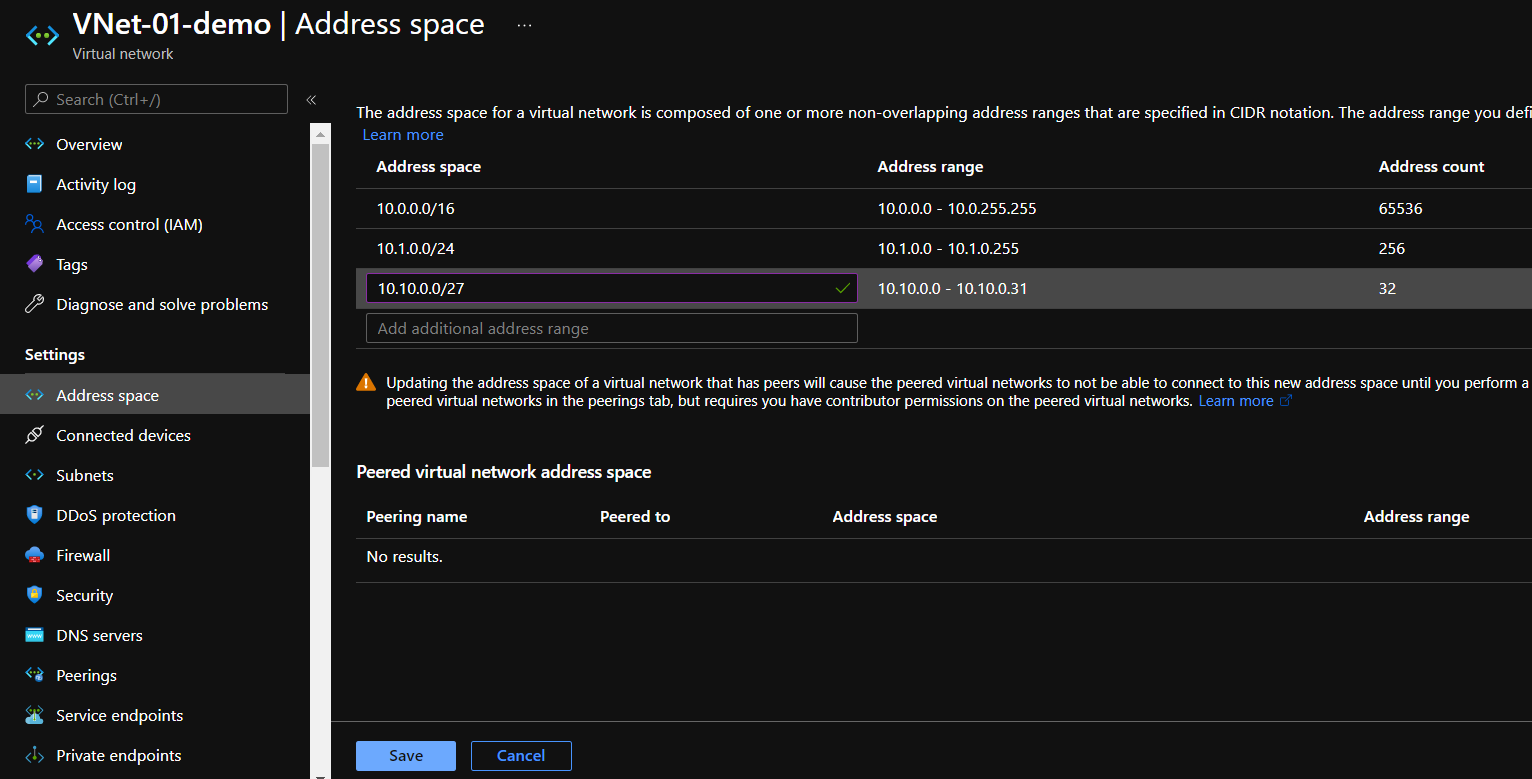 VNet-01-demo | Address space ...
Virtual network
Search (Ctrl+/)
«
Overview
Activity log
Access control (IAM)
Tags
Diagnose and solve problems
Settings
Address space
Connected devices
Subnets
DDoS protection
Firewall
Security
DNS servers
Peerings
Service endpoints
Private endpoints
The address space for a virtual network is composed of one or more non-overlapping address ranges that are specified in CIDR notation. The address range you defi
Learn more
Address space Address range Address count
10.0.0.0/16 10.0.0.0 - 10.0.255.255 65536
10.1.0.0/24 10.1.0.0 - 10.1.0.255 256
10.10.0.0/27 10.10.0.0 - 10.10.0.31 32
Add additional address range
Updating the address space of a virtual network that has peers will cause the peered virtual networks to not be able to connect to this new address space until you perform a
peered virtual networks in the peerings tab, but requires you have contributor permissions on the peered virtual networks. Learn more
Peered virtual network address space
Peering name Peered to Address space Address range
No results.
Save Cancel